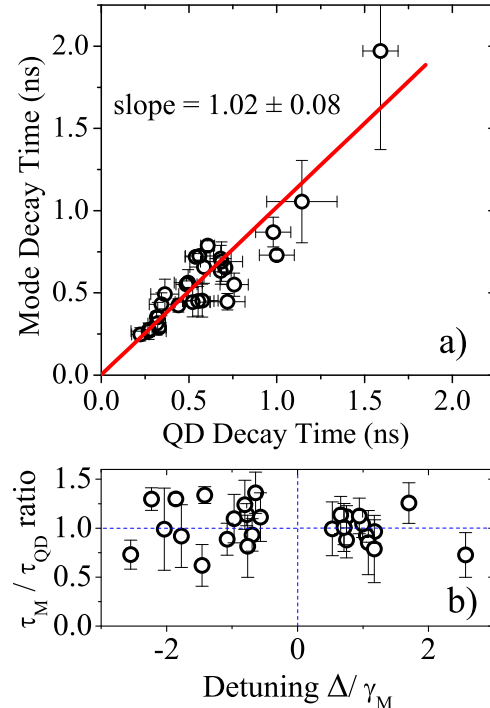 2.0
1.5
1.0
0.5
0.0
Mode Decay Time (ns)
slope = 1.02 ± 0.08
a)
0.0 0.5 1.0 1.5 2.0
QD Decay Time (ns)
1.5
1.0
0.5
0.0
τM / τQD ratio
b)
-2 0 2
Detuning Δ/ γM